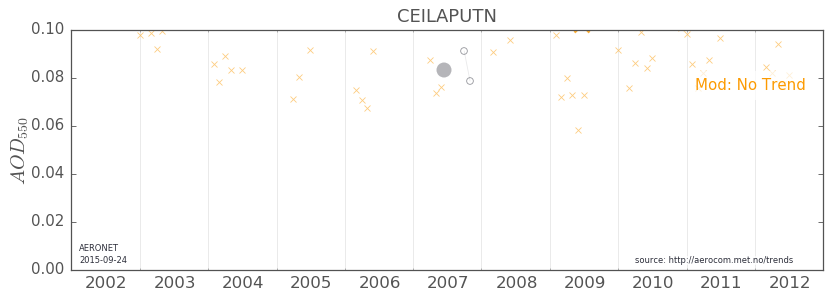 CEILAPUTN
0.10
0.08
0.06
0.04
0.02
0.00
AOD550
Mod: No Trend
AERONET
2015-09-24
source: http://aerocom.met.no/trends
2002 2003 2004 2005 2006 2007 2008 2009 2010 2011 2012